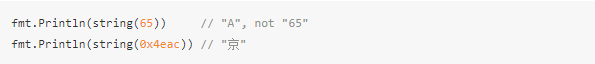 fmt.Println(string(65))     // "A", not "65"
fmt.Println(string(0x4eac)) // "京"